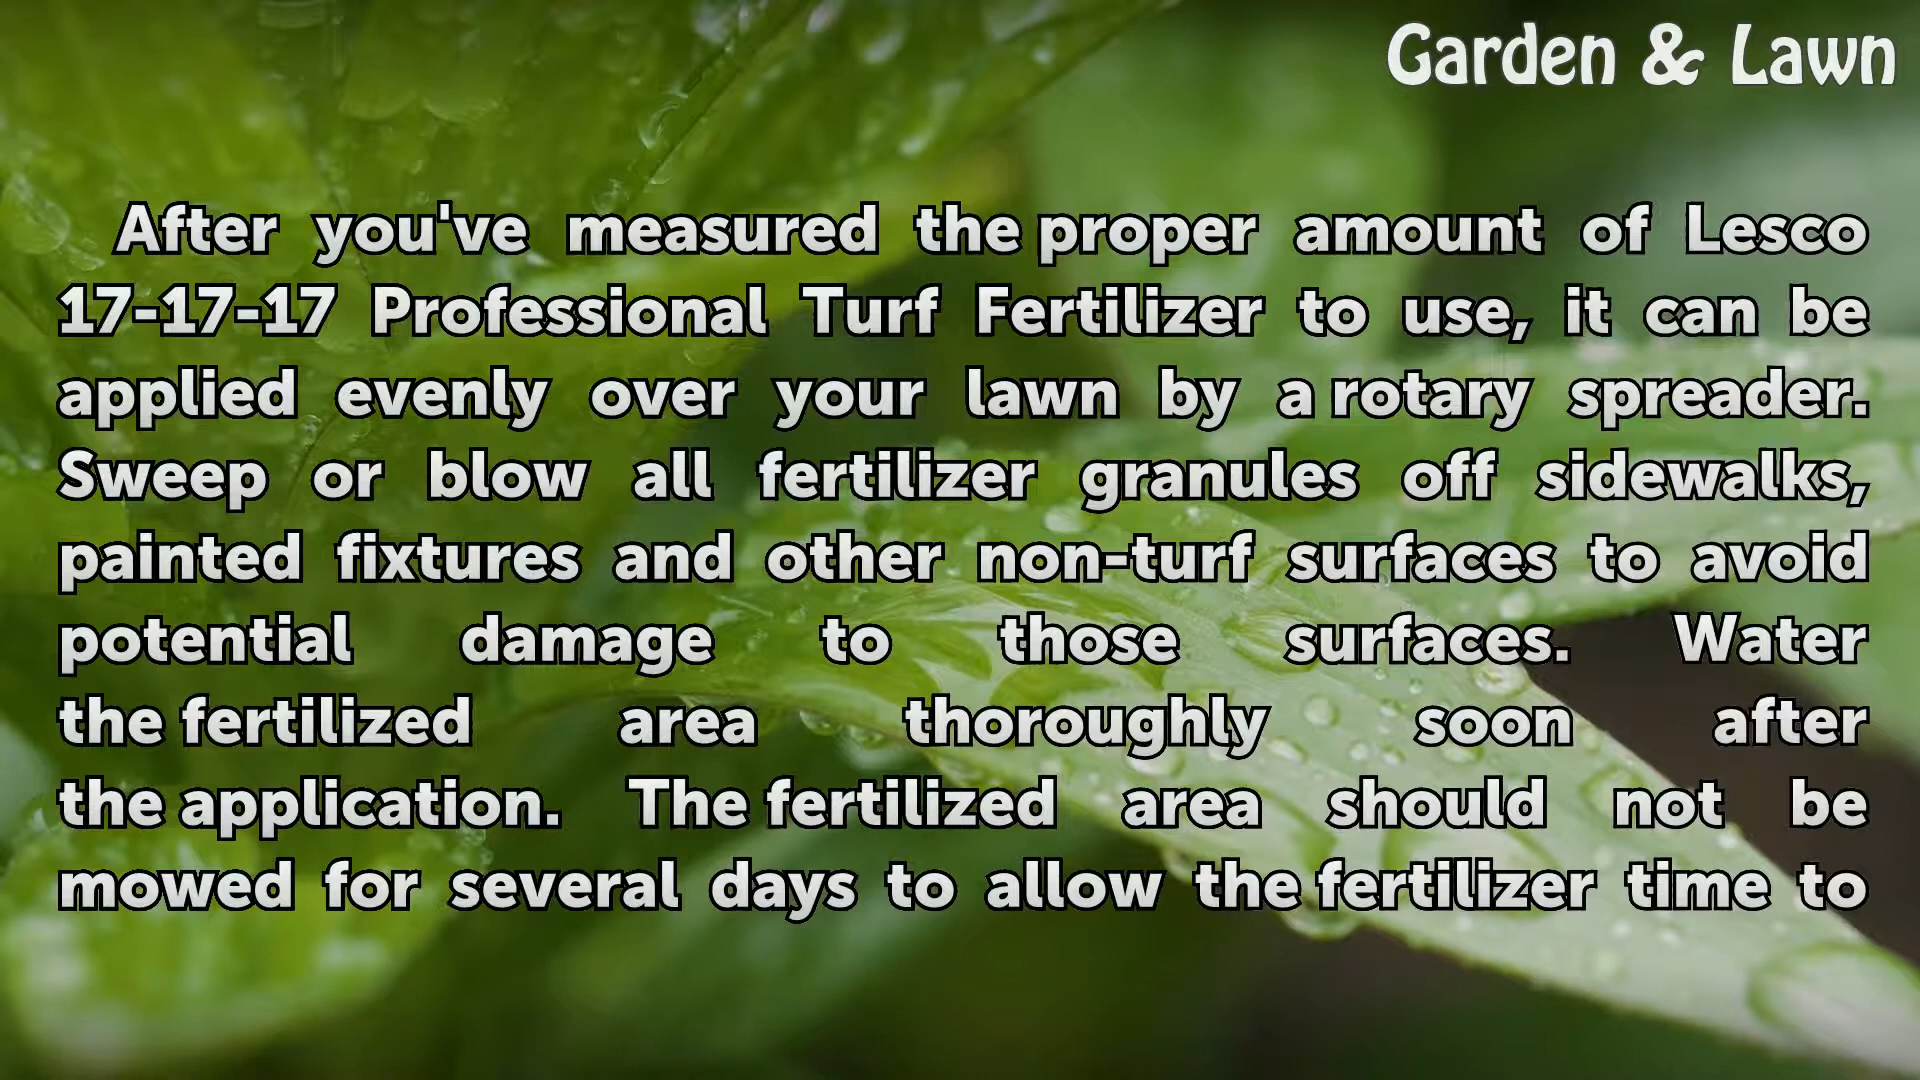 Garden & Lawn
After you've measured the proper amount of Lesco
17-17-17 Professional Turf Fertilizer to use, it can be
applied evenly over your lawn by a rotary spreader.
Sweep or blow all fertilizer granules off sidewalks,
painted fixtures and other non-turf surfaces to avoid
potential damage to those surfaces. Water
the fertilized area thoroughly soon after
the application. The fertilized area should not be
mowed for several days to allow the fertilizer time to